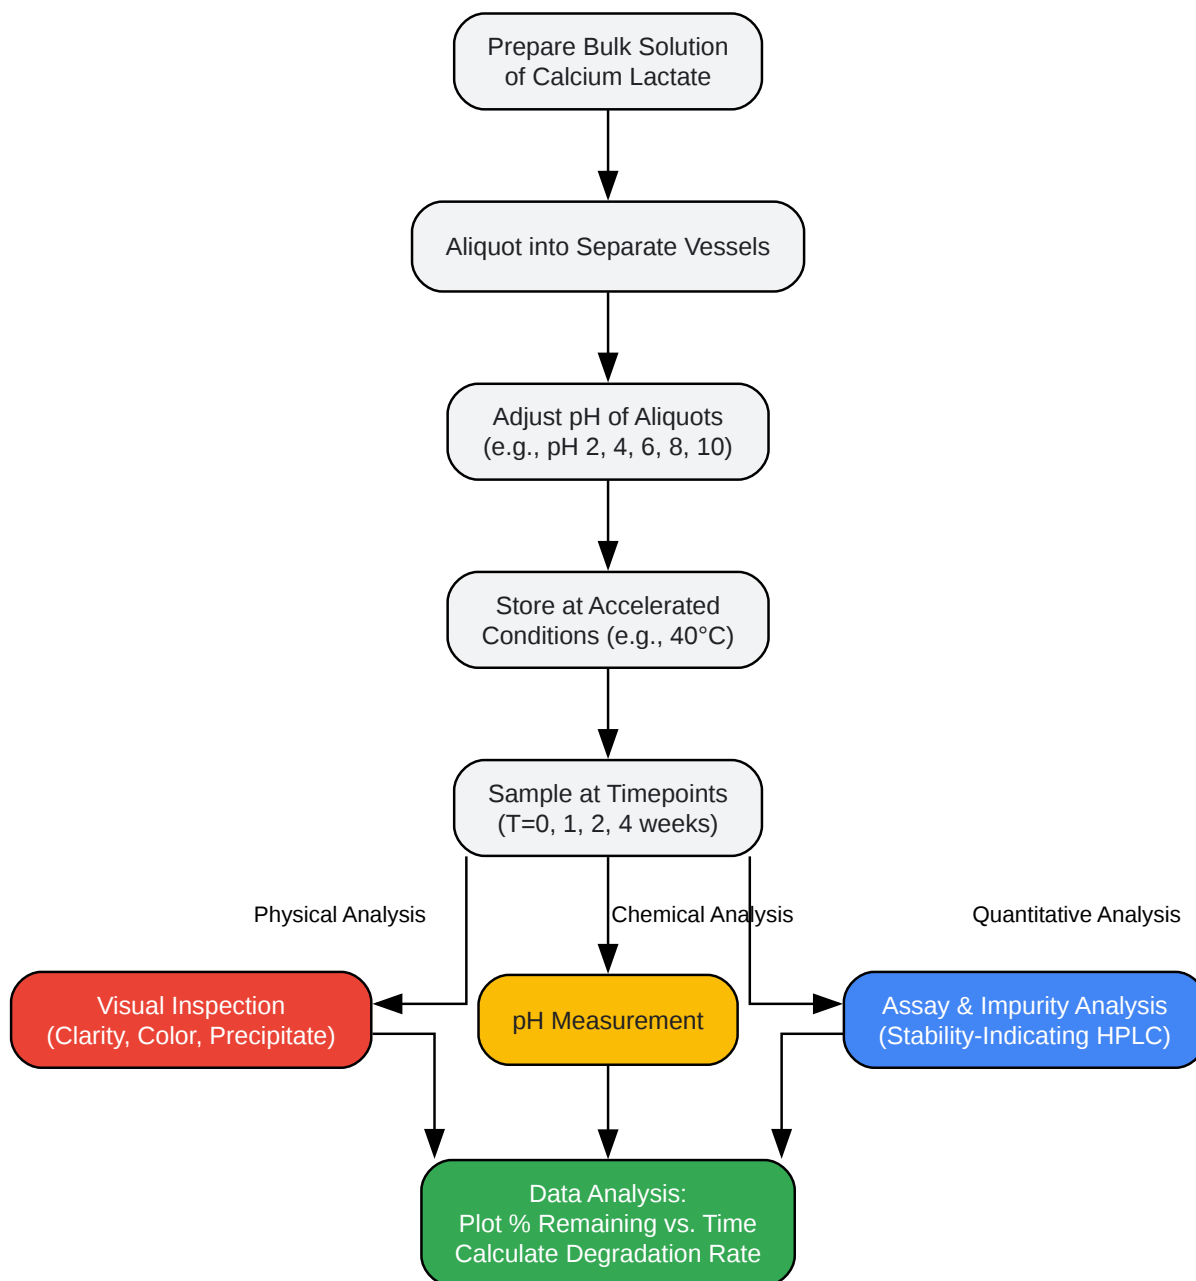 Prepare Bulk Solution
of Calcium Lactate
Aliquot into Separate Vessels
Adjust pH of Aliquots
(e.g., pH 2, 4, 6, 8, 10)
Store at Accelerated
Conditions (e.g., 40°C)
Sample at Timepoints
(T=0, 1, 2, 4 weeks)
Physical Analysis
Chemical Analysis
Quantitative Analysis
Visual Inspection
(Clarity, Color, Precipitate)
pH Measurement
Assay & Impurity Analysis
(Stability-Indicating HPLC)
Data Analysis:
Plot % Remaining vs. Time
Calculate Degradation Rate